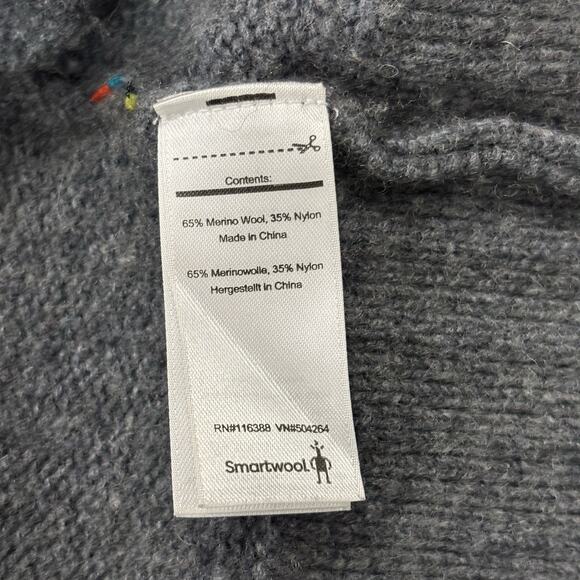 Contents:
65% Merino Wool, 35% Nylon
Made in China
65% Merinowolle, 35% Nylon
Hergestellt in China
RN#116388 VN#504264
Smartwool